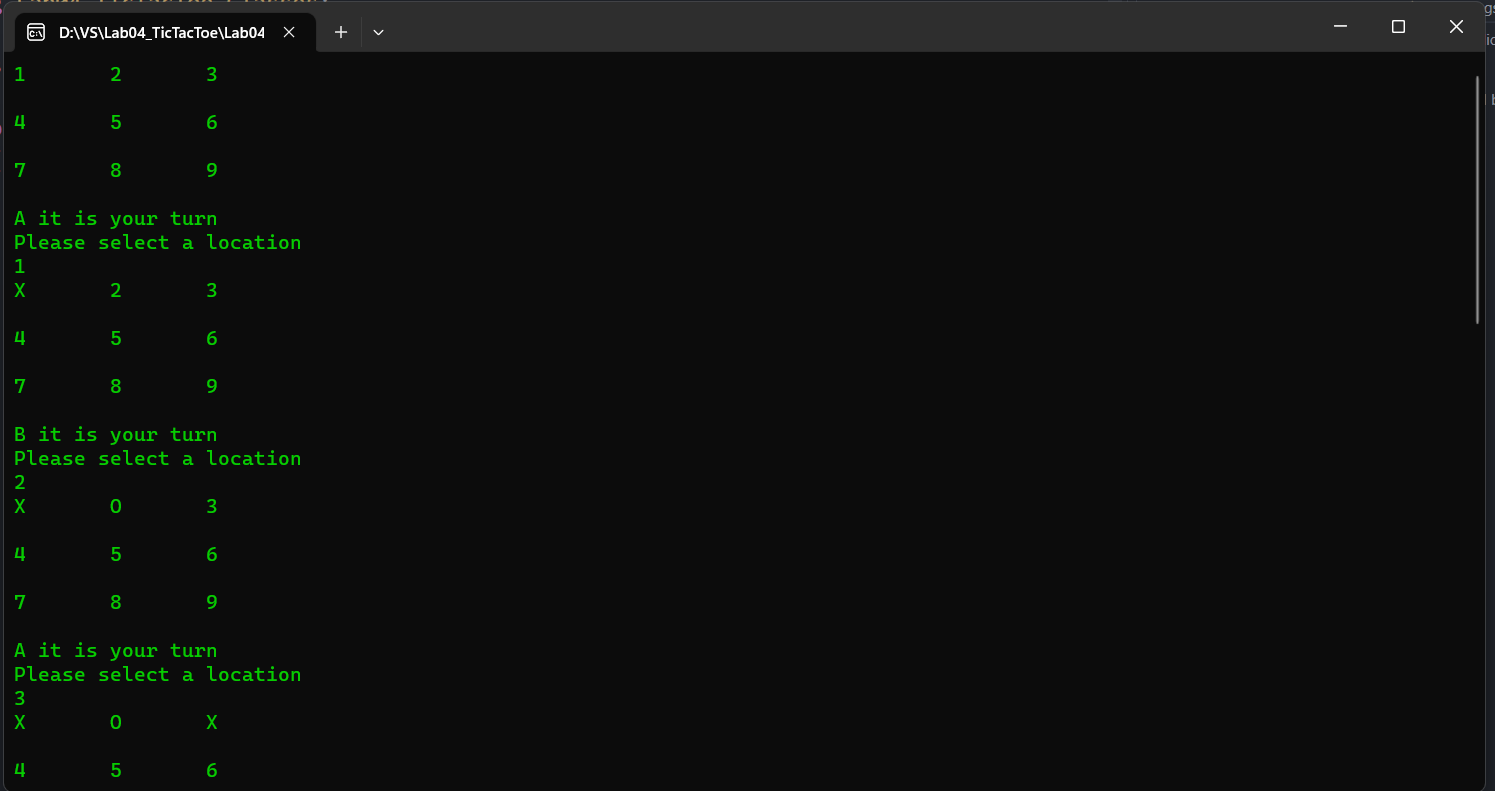 D:\VS\Lab04_TicTacToe\Lab04
1 2 3
4 5 6
7 8 9
A it is your turn
Please select a location
1
X 2 3
4 5 6
7 8 9
B it is your turn
Please select a location
2
X O 3
4 5 6
7 8 9
A it is your turn
Please select a location
3
X O X
4 5 6